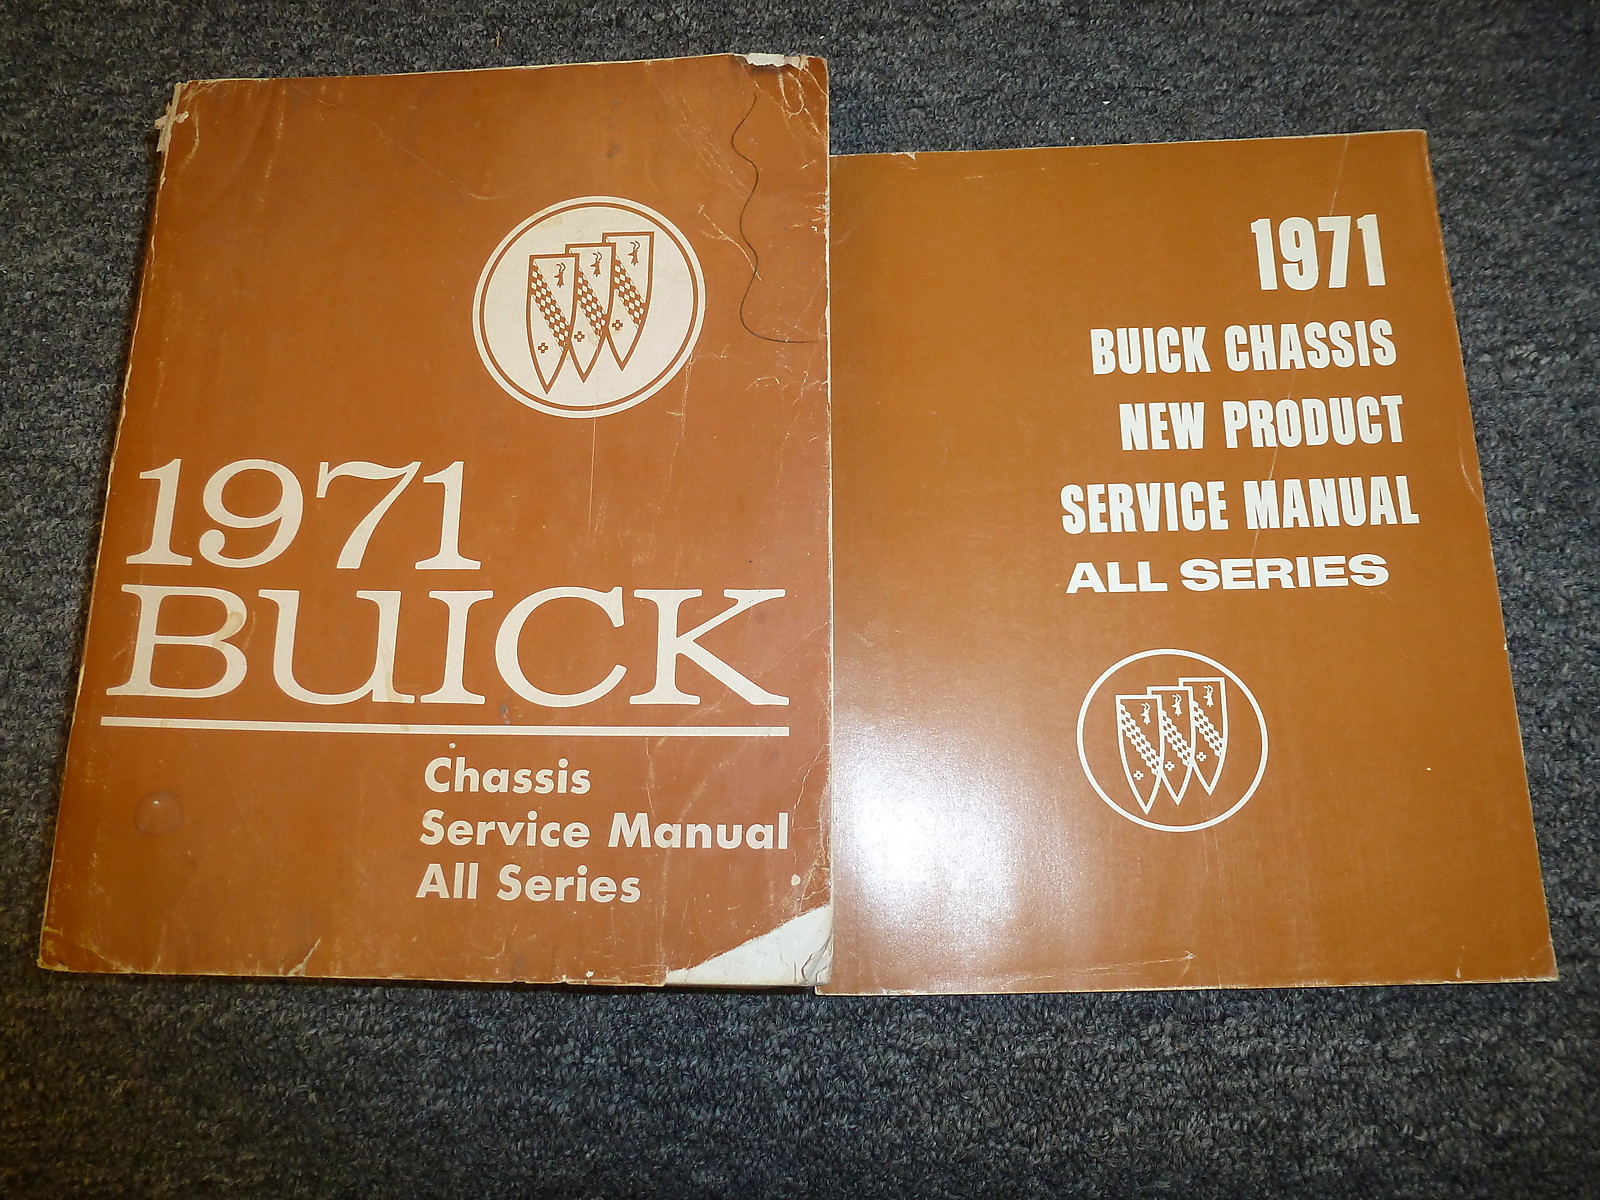 1971
BUICK
Chassis
Service Manual
All Series
1971
BUICK CHASSIS
NEW PRODUCT
SERVICE MANUAL
ALL SERIES